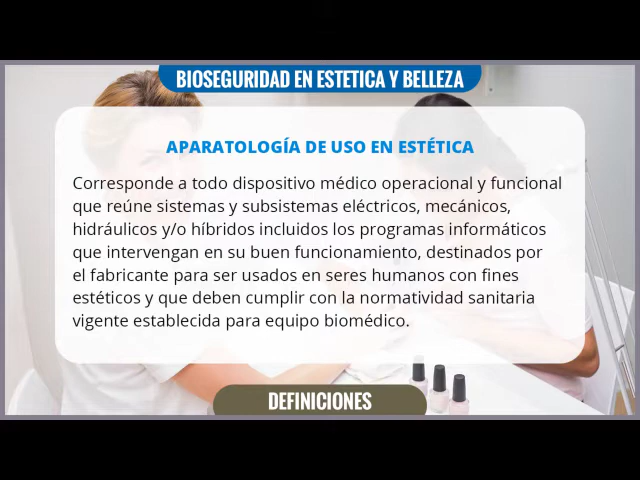 BIOSEGURIDAD EN ESTETICA Y BELLEZA
APARATOLOGÍA DE USO EN ESTÉTICA
Corresponde a todo dispositivo médico operacional y funcional
que reúne sistemas y subsistemas eléctricos, mecánicos,
hidráulicos y/o híbridos incluidos los programas informáticos
que intervengan en su buen funcionamiento, destinados por
el fabricante para ser usados en seres humanos con fines
estéticos y que deben cumplir con la normatividad sanitaria
vigente establecida para equipo biomédico.
DEFINICIONES